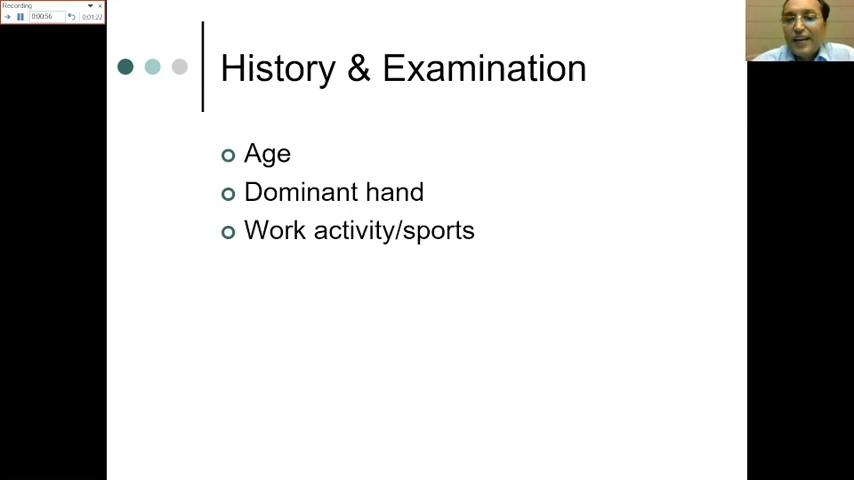 Recording
0:00:56
0:01:22
History & Examination
Age
Dominant hand
Work activity/sports